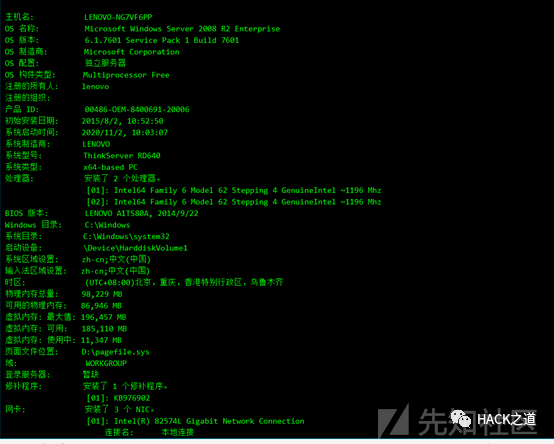 主机名: LENOVO-NG7VF6PP
OS 名称: Microsoft Windows Server 2008 R2 Enterprise
OS 版本: 6.1.7601 Service Pack 1 Build 7601
OS 制造商: Microsoft Corporation
OS 配置: 独立服务器
OS 构件类型: Multiprocessor Free
注册的所有人: lenovo
注册的组织:
产品 ID: 00486-OEM-8400691-20006
初始安装日期: 2015/8/2, 10:52:50
系统启动时间: 2020/11/2, 10:03:07
系统制造商: LENOVO
系统型号: ThinkServer RD640
系统类型: x64-based PC
处理器: 安装了 2 个处理器。
[01]: Intel64 Family 6 Model 62 Stepping 4 GenuineIntel ~1196 Mhz
[02]: Intel64 Family 6 Model 62 Stepping 4 GenuineIntel ~1196 Mhz
BIOS 版本: LENOVO A1TS80A, 2014/9/22
Windows 目录: C:\Windows
系统目录: C:\Windows\system32
启动设备: \Device\HarddiskVolume1
系统区域设置: zh-cn;中文(中国)
输入法区域设置: zh-cn;中文(中国)
时区: (UTC+08:00)北京，重庆，香港特别行政区，乌鲁木齐
物理内存总量: 98,229 MB
可用的物理内存: 86,946 MB
虚拟内存: 最大值: 196,457 MB
虚拟内存: 可用: 185,110 MB
虚拟内存: 使用中: 11,347 MB
页面文件位置: D:\pagefile.sys
域: WORKGROUP
登录服务器: 暂缺
修补程序: 安装了 1 个修补程序。
[01]: KB976902
网卡: 安装了 3 个 NIC。
[01]: Intel(R) 82574L Gigabit Network Connection
连接名: 本地连接
先知社区
HACK之道